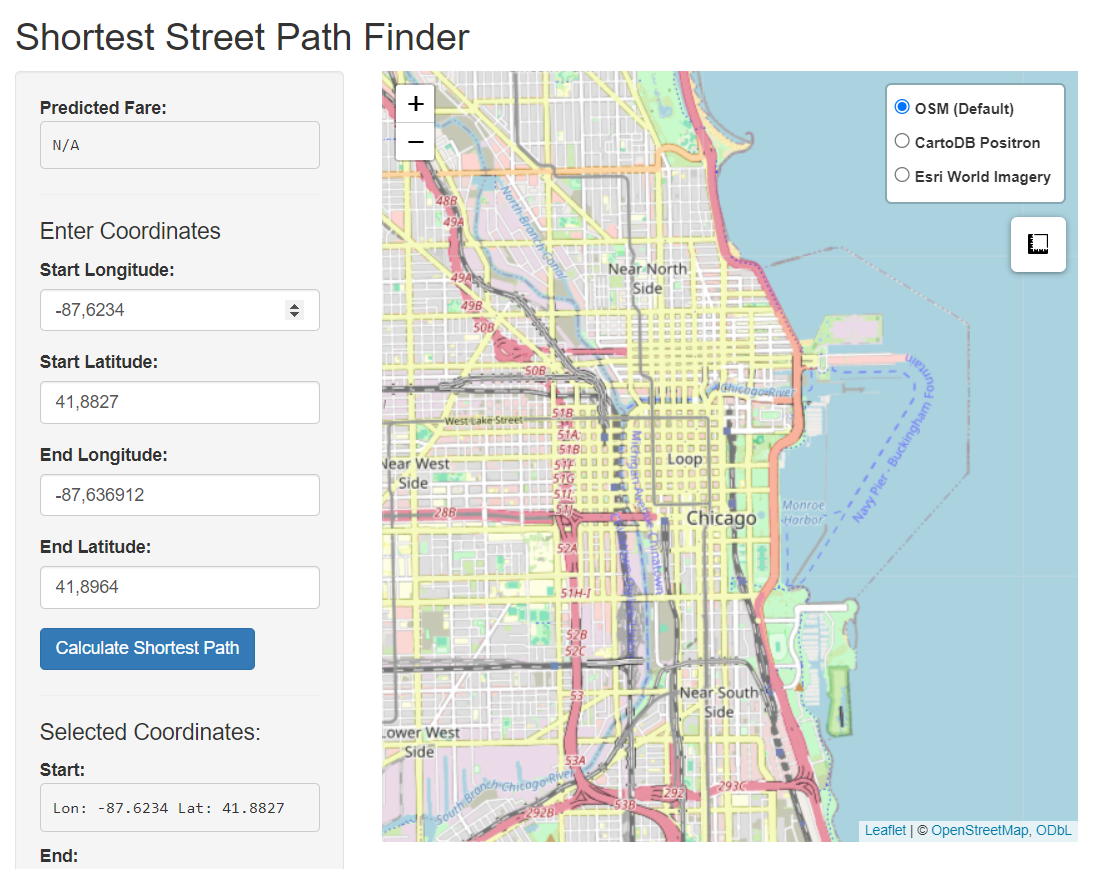 Shortest Street Path Finder
Predicted Fare:
N/A
Enter Coordinates
Start Longitude:
-87,6234
Start Latitude:
41,8827
End Longitude:
-87,636912
End Latitude:
41,8964
Calculate Shortest Path
Selected Coordinates:
Start:
Lon: -87.6234 Lat: 41.8827
End:
+
−
OSM (Default)
CartoDB Positron
Esri World Imagery
48B
49A
North Branch Canal
Near North
Side
49A
49B
50B
50B
Chicago River
Navy Pier - Buckingham Fountain
51B
West Lake Street
51A
51B
51F
51G
51I
51J
Loop
Near West
Side
28B
Monroe
Harbor
Chicago
52A
51H-I
52B
52C
53
Near South
Side
Lower West
Side
53A
South Branch Chicago River
292
293C
53B
292B
Leaflet | © OpenStreetMap, ODbL